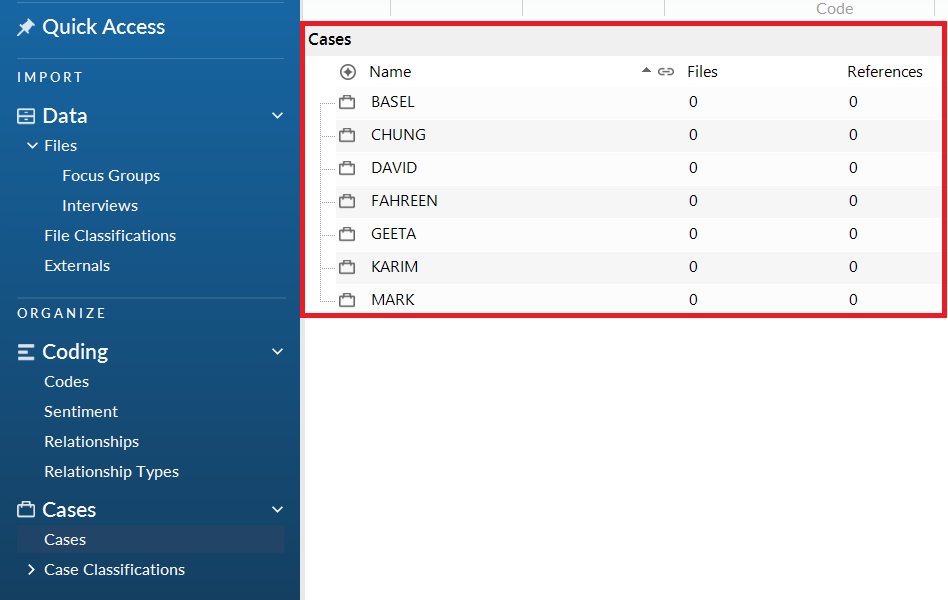 Quick Access
IMPORT
Data
Files
Focus Groups
Interviews
File Classifications
Externals
ORGANIZE
Coding
Codes
Sentiment
Relationships
Relationship Types
Cases
Cases
Case Classifications
Code
Cases
Name Files References
BASEL 0 0
CHUNG 0 0
DAVID 0 0
FAHREEN 0 0
GEETA 0 0
KARIM 0 0
MARK 0 0